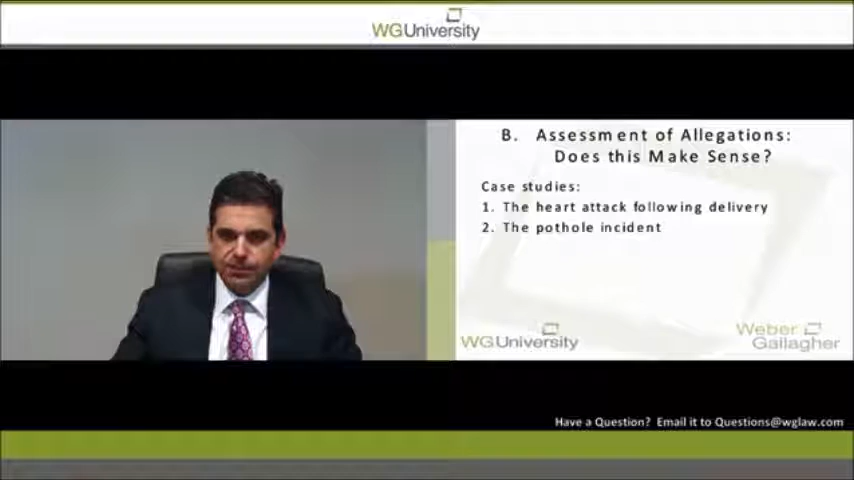 WGUniversity
B. Assessment of Allegations:
Does this Make Sense?
Case studies:
1. The heart attack following delivery
2. The pothole incident
WGUniversity
Weber
Gallagher
Have a Question? Email it to Questions@wglaw.com